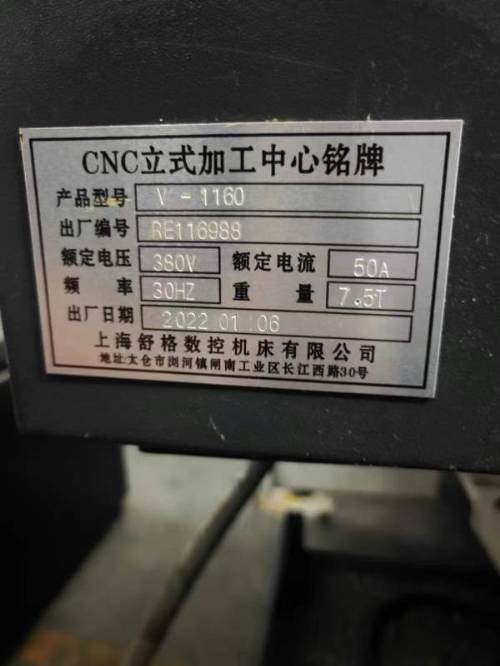 CNC立式加工中心铭牌
产品型号 V-1160
出厂编号 RE116988
额定电压 380V 额定电流 50A
频率 30HZ 重量 7.5T
出厂日期 2022 01 06
上海舒格数控机床有限公司
地址:太仓市浏河镇闸南工业区长江西路30号